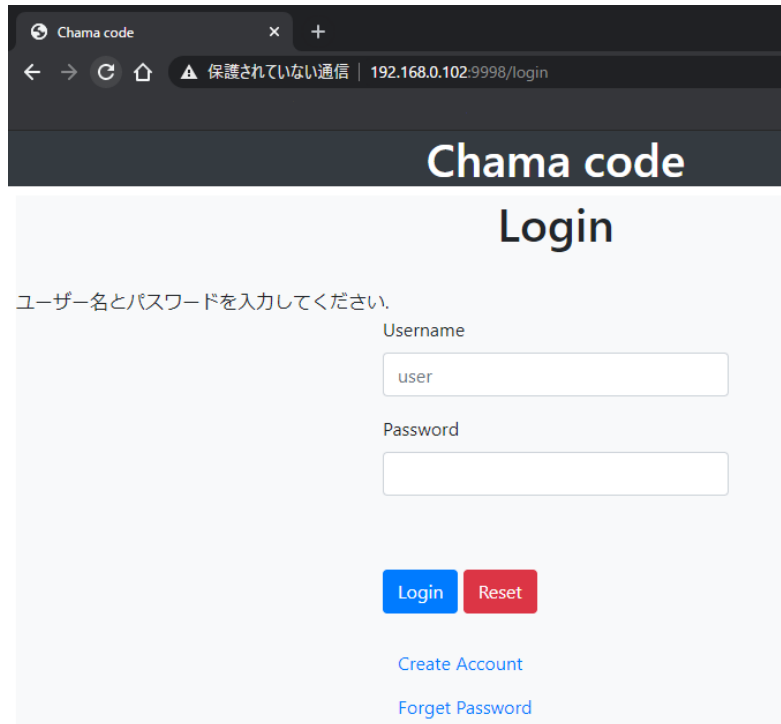 Chama code
保護されていない通信 | 192.168.0.102:9998/login
Chama code
Login
ユーザー名とパスワードを入力してください.
Username
user
Password
Login Reset
Create Account
Forget Password